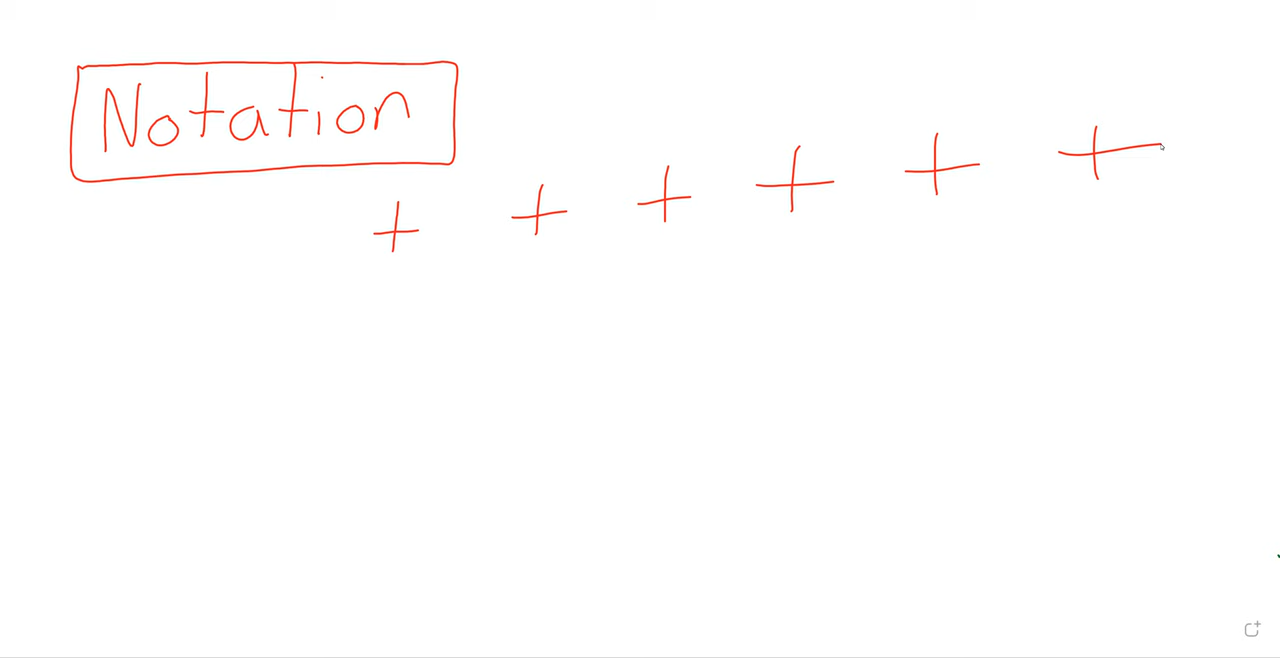 Notation
+ + + + + +